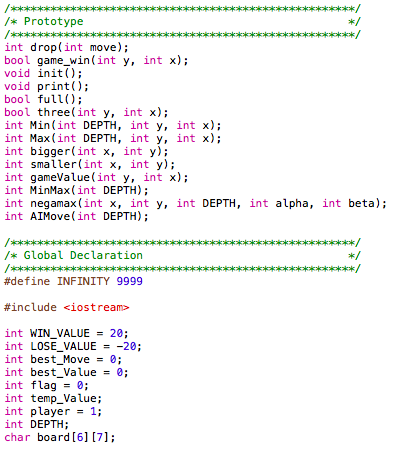 /****************************************************/
/* Prototype */
/****************************************************/
int drop(int move);
bool game_win(int y, int x);
void init();
void print();
bool full();
bool three(int y, int x);
int Min(int DEPTH, int y, int x);
int Max(int DEPTH, int y, int x);
int bigger(int x, int y);
int smaller(int x, int y);
int gameValue(int y, int x);
int MinMax(int DEPTH);
int negamax(int x, int y, int DEPTH, int alpha, int beta);
int AIMove(int DEPTH);
/****************************************************/
/* Global Declaration */
/****************************************************/
#define INFINITY 9999
#include <iostream>
int WIN_VALUE = 20;
int LOSE_VALUE = -20;
int best_Move = 0;
int best_Value = 0;
int flag = 0;
int temp_Value;
int player = 1;
int DEPTH;
char board[6][7];